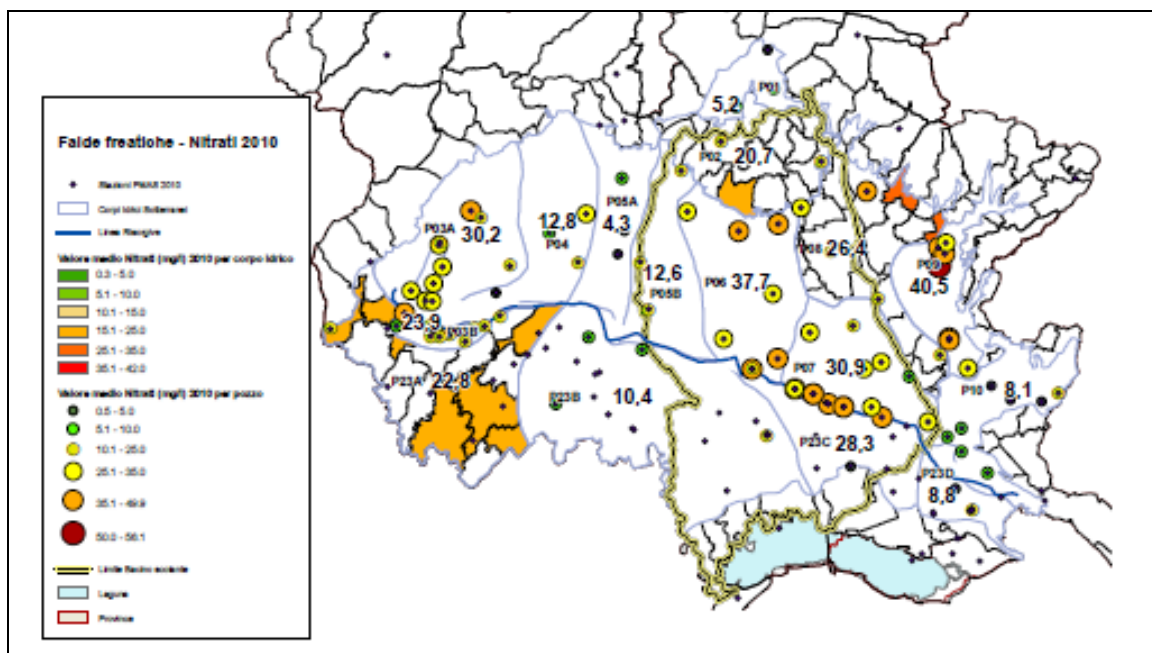 Falde freatiche - Nitrati 2010
Stazioni PMAS 2010
Corpi Idrici Sotterranei
Linea Risorgive
Valore medio Nitrati (mg/l) 2010 per corpo idrico
0.3 - 5.0
5.1 - 10.0
10.1 - 15.0
15.1 - 25.0
25.1 - 35.0
35.1 - 42.0
Valore medio Nitrati (mg/l) 2010 per pozzo
0.5 - 5.0
5.1 - 10.0
10.1 - 25.0
25.1 - 35.0
35.1 - 49.9
50.0 - 56.1
Limite Bacino scolante
Lagune
Province
P01
5,2
P02
20,7
P03A
30,2
12,8
P04
P05A
4,3
12,6
P05B
P06
37,7
P08
26,4
P09
40,5
23,9
P03B
P23A
22,8
P23B
10,4
P07
30,9
P10
8,1
P23C
28,3
P23D
8,8